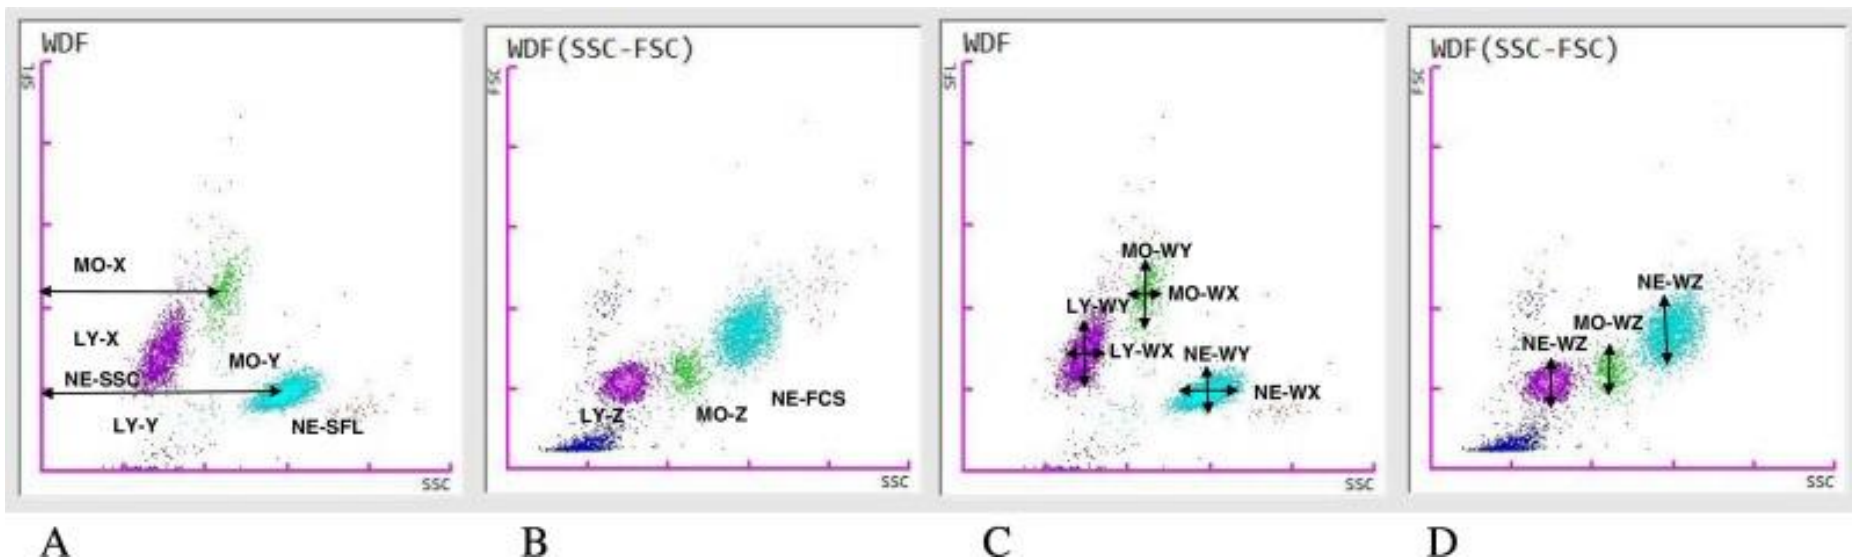 WDF
SFL
MO-X
LY-X
MO-Y
NE-SSC
LY-Y
NE-SFL
SSC
WDF(SSC-FSC)
FSC
NE-FCS
LY-Z
MO-Z
SSC
WDF
SFL
MO-WY
MO-WX
LY-WY
LY-WX
NE-WY
NE-WX
SSC
WDF(SSC-FSC)
FSC
NE-WZ
MO-WZ
NE-WZ
SSC
A
B
C
D